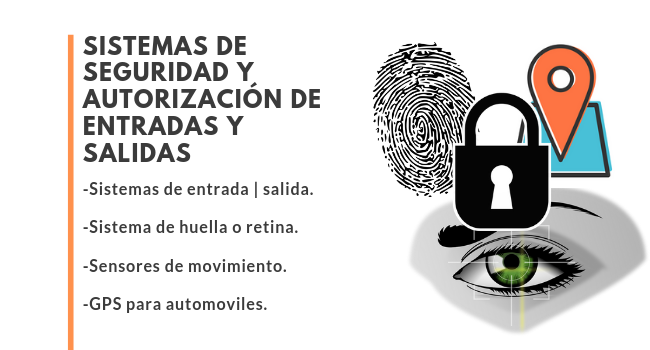 SISTEMAS DE
SEGURIDAD Y
AUTORIZACIÓN DE
ENTRADAS Y
SALIDAS
-Sistemas de entrada | salida.
-Sistema de huella o retina.
-Sensores de movimiento.
-GPS para automoviles.